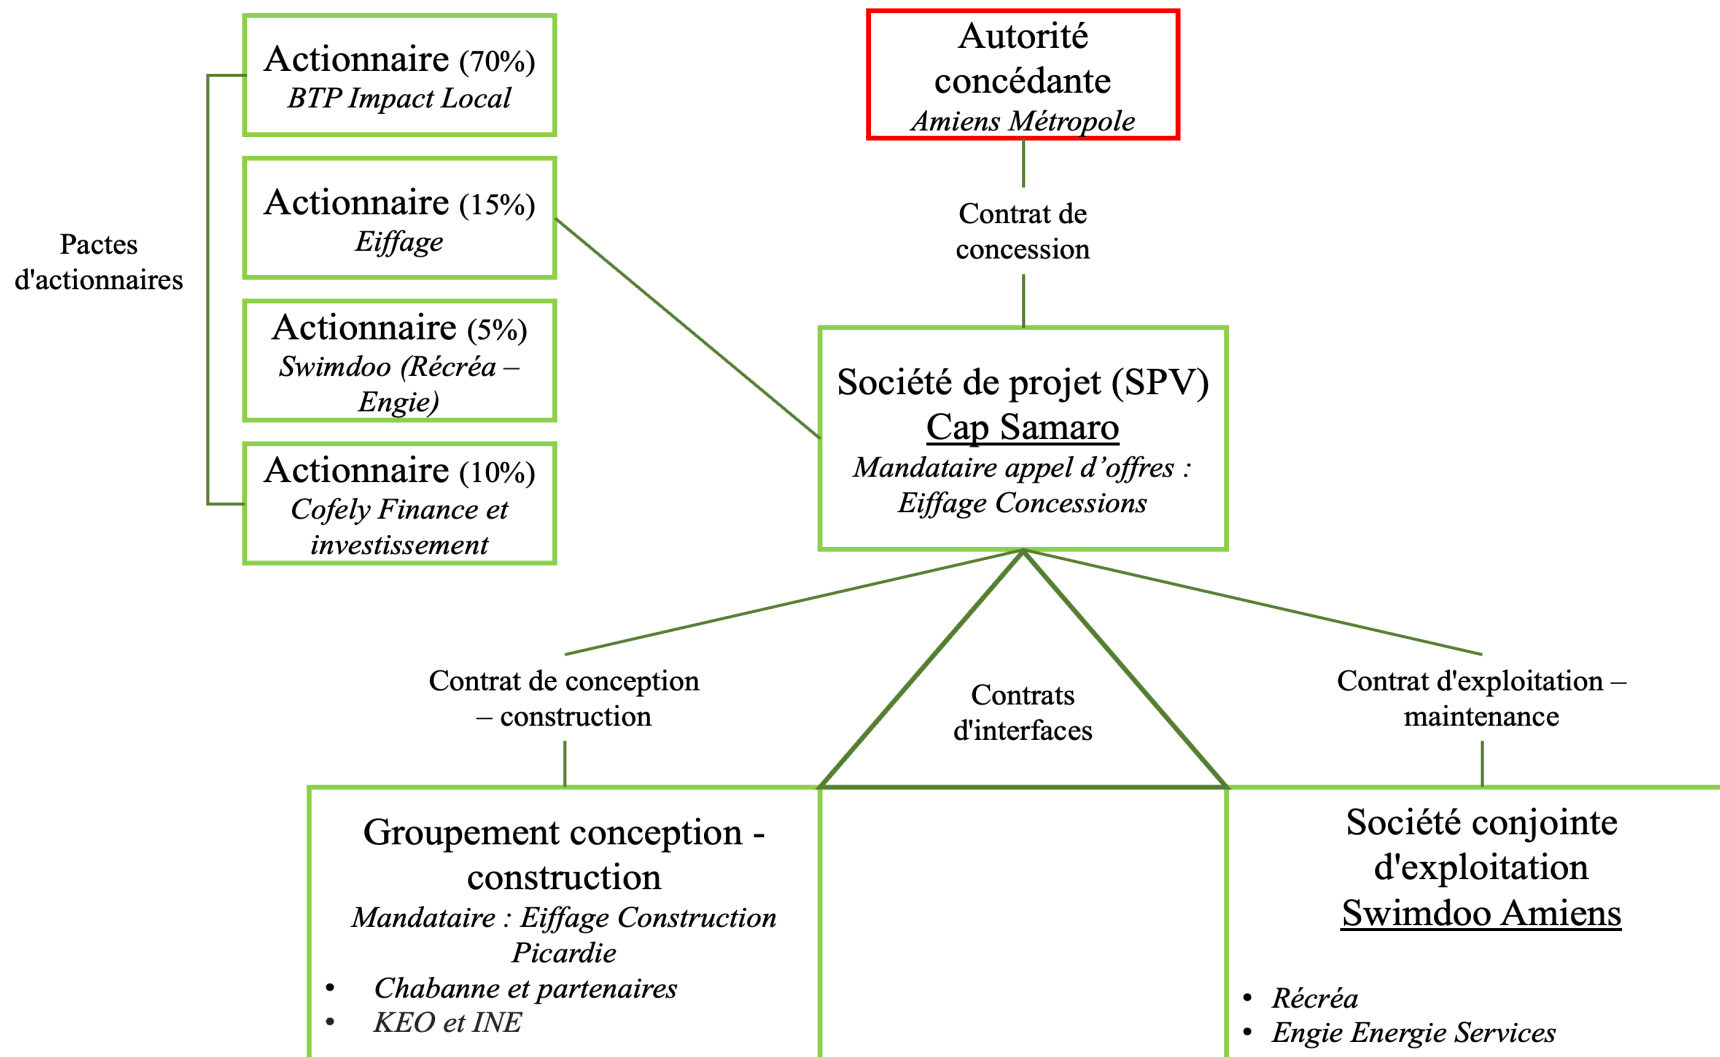 Actionnaire (70%)
BTP Impact Local
Actionnaire (15%)
Eiffage
Actionnaire (5%)
Swimdoo (Récréa –
Engie)
Actionnaire (10%)
Cofely Finance et
investissement
Pactes
d'actionnaires
Autorité
concédante
Amiens Métropole
Contrat de
concession
Société de projet (SPV)
Cap Samaro
Mandataire appel d’offres :
Eiffage Concessions
Contrat de conception
– construction
Contrats
d'interfaces
Contrat d'exploitation –
maintenance
Groupement conception -
construction
Mandataire : Eiffage Construction
Picardie
• Chabanne et partenaires
• KEO et INE
Société conjointe
d'exploitation
Swimdoo Amiens
• Récréa
• Engie Energie Services